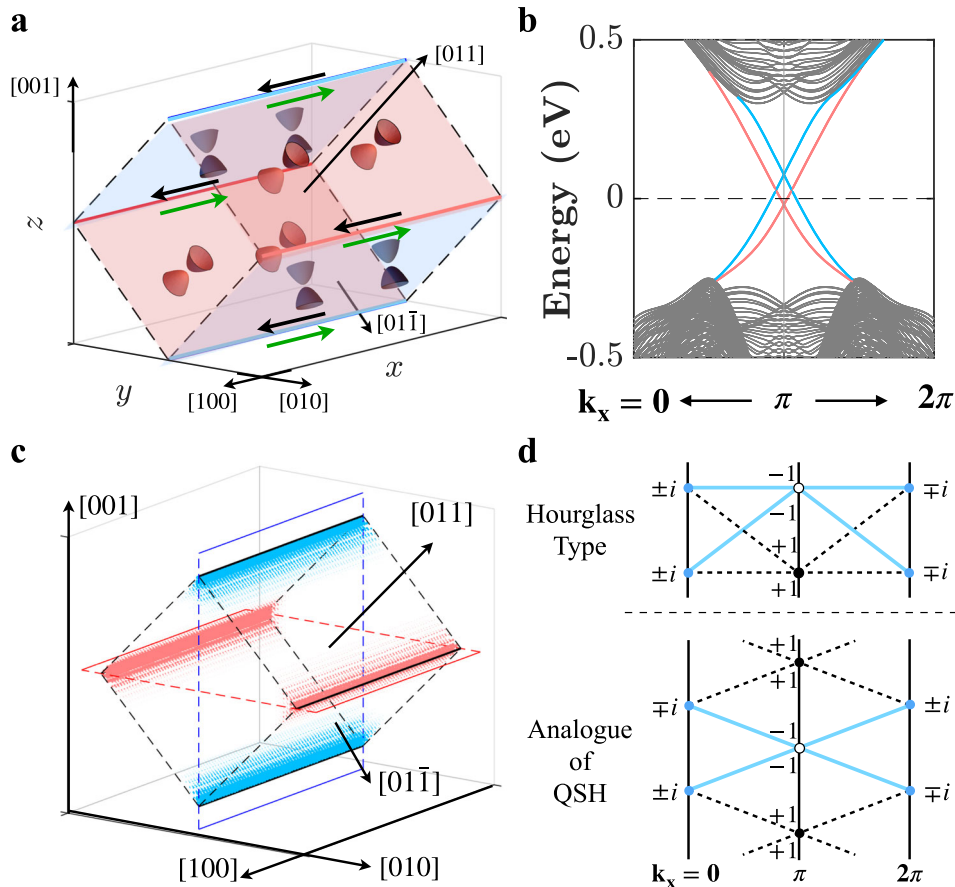 a
[001]
[011]
z
[011̄]
y
x
[100]
[010]
b
0.5
Energy (eV)
0
-0.5
kₓ = 0
π
2π
c
[001]
[011]
[011̄]
[100]
[010]
d
Hourglass
Type
±i
−1
∓i
−1
+1
±i
+1
∓i
Analogue
of
QSH
+1
+1
∓i
±i
−1
−1
±i
∓i
+1
+1
kₓ = 0
π
2π